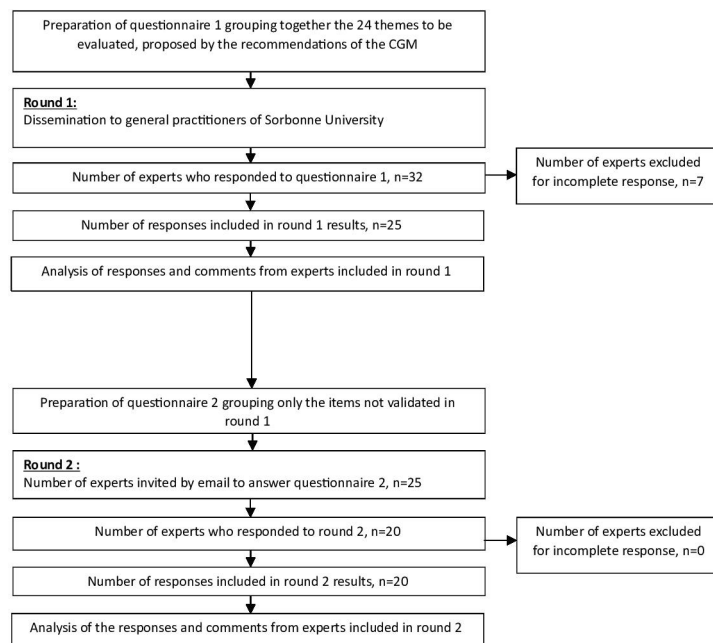 Preparation of questionnaire 1 grouping together the 24 themes to be
evaluated, proposed by the recommendations of the CGM
Round 1:
Dissemination to general practitioners of Sorbonne University
Number of experts who responded to questionnaire 1, n=32
Number of experts excluded
for incomplete response, n=7
Number of responses included in round 1 results, n=25
Analysis of responses and comments from experts included in round 1
Preparation of questionnaire 2 grouping only the items not validated in
round 1
Round 2 :
Number of experts invited by email to answer questionnaire 2, n=25
Number of experts who responded to round 2, n=20
Number of experts excluded
for incomplete response, n=0
Number of responses included in round 2 results, n=20
Analysis of the responses and comments from experts included in round 2